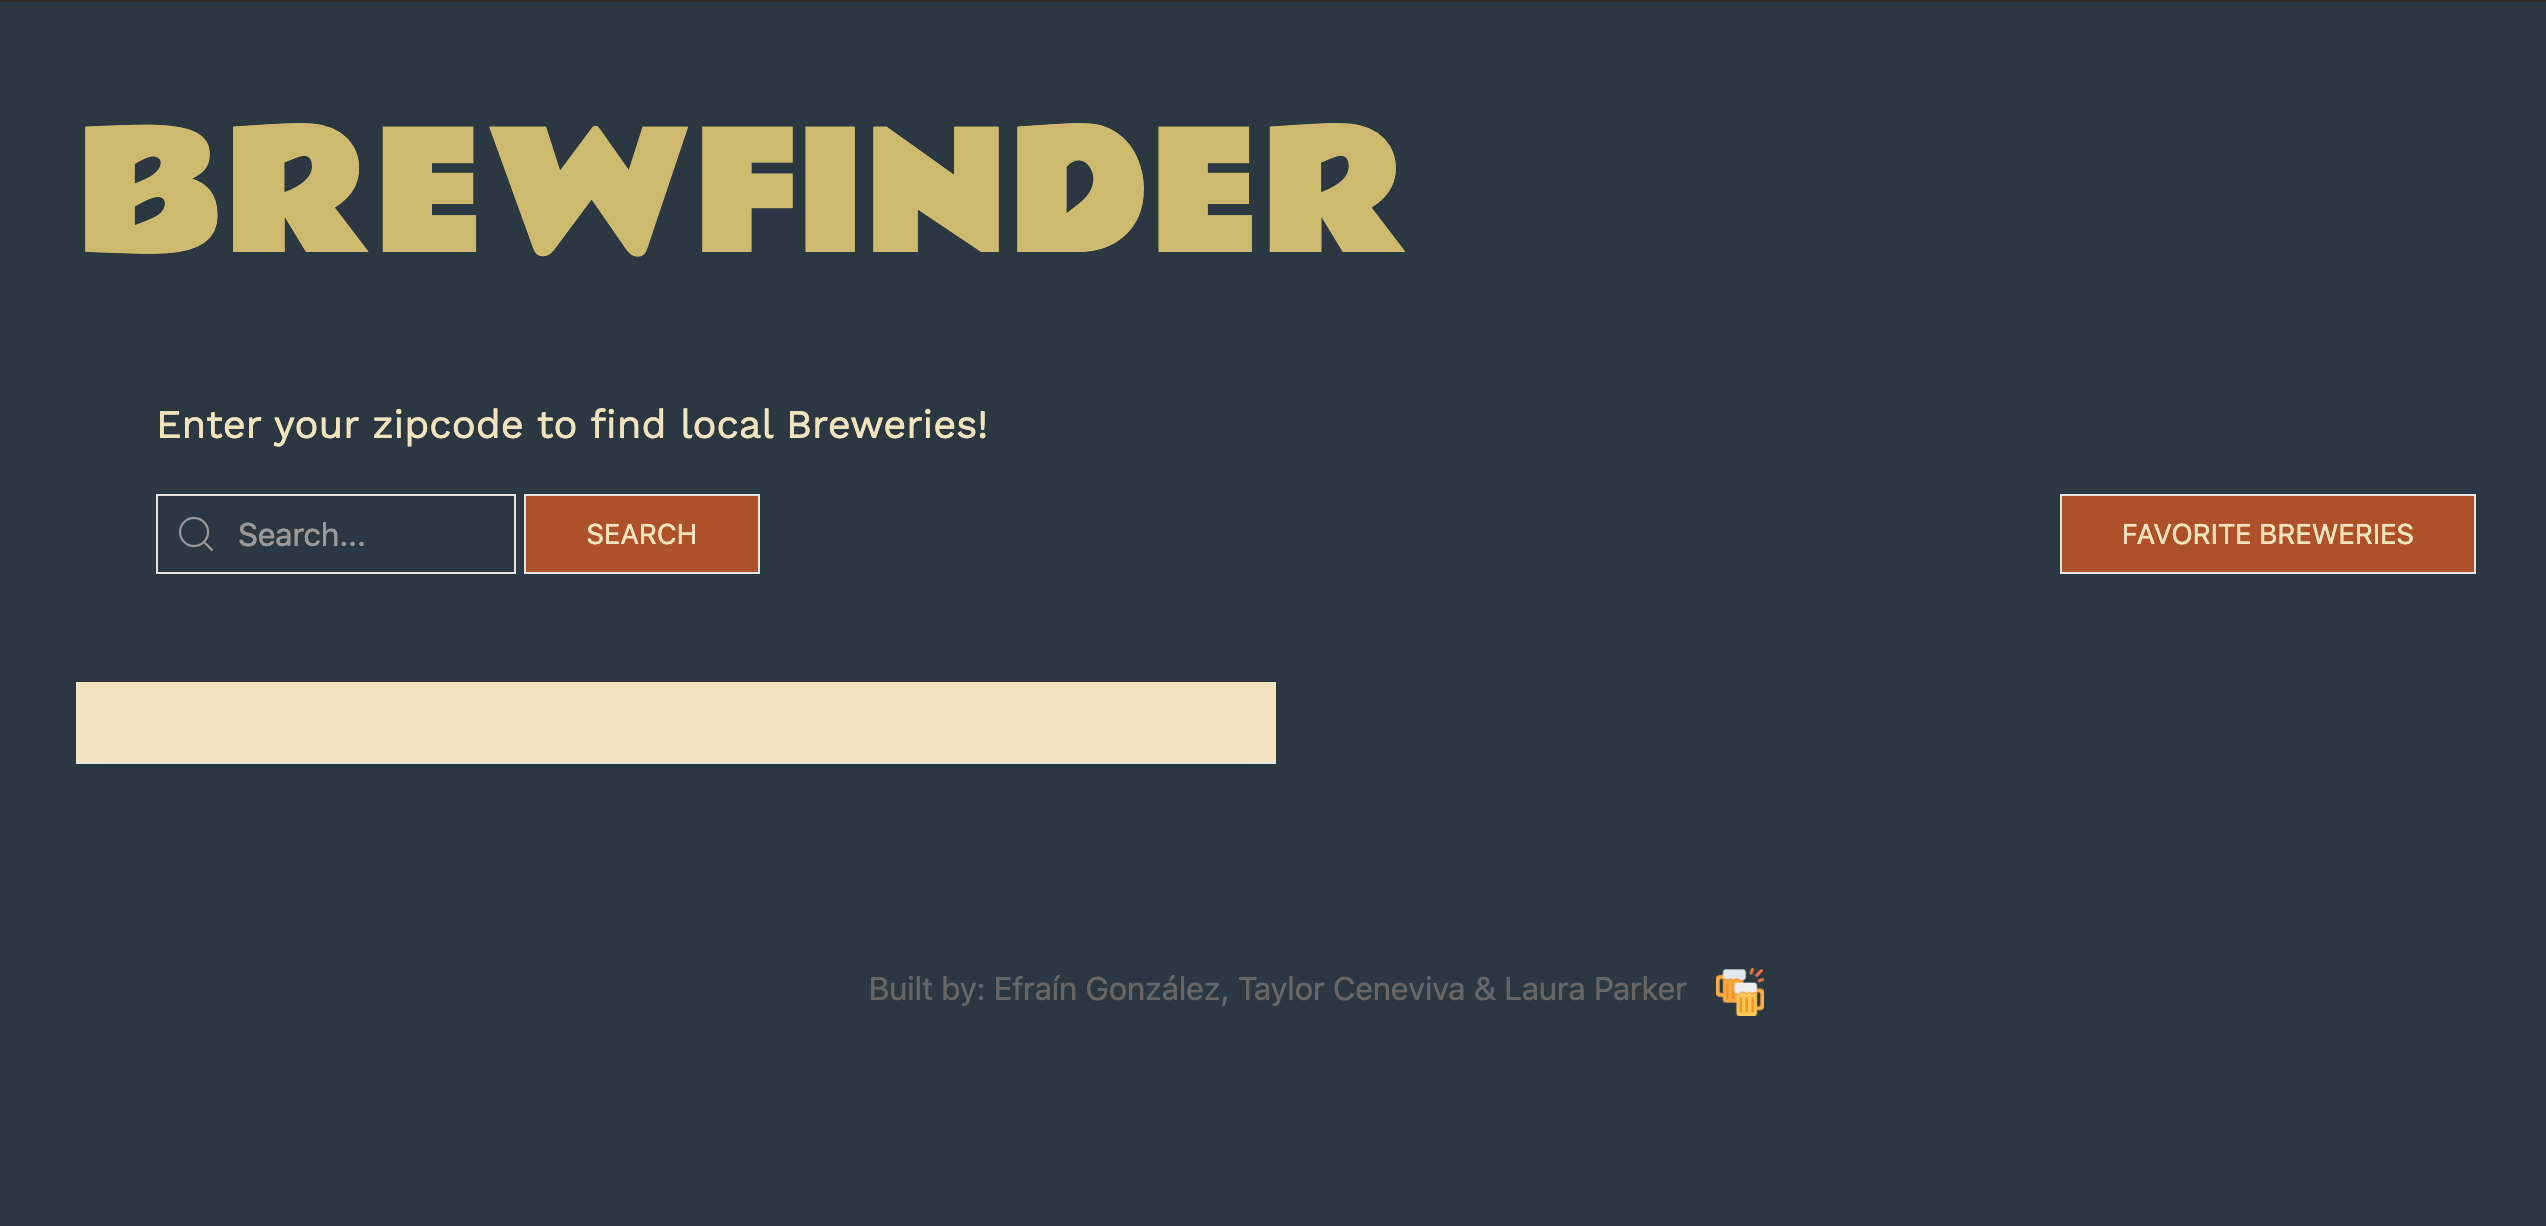 BREWFINDER
Enter your zipcode to find local Breweries!
Search...
SEARCH
FAVORITE BREWERIES
Built by: Efraín González, Taylor Ceneviva & Laura Parker